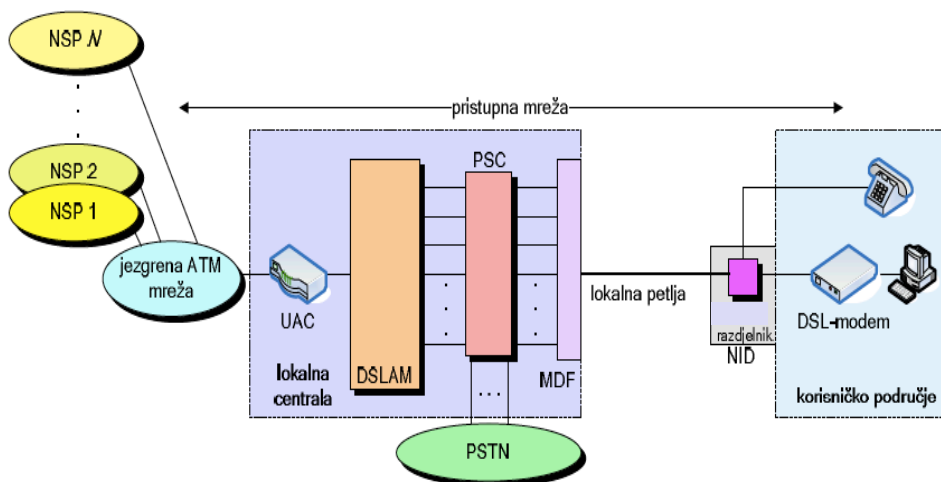 NSP N
pristupna mreža
PSC
NSP 2
NSP 1
jezgrena ATM
mreža
UAC
lokalna petlja
DSL-modem
razdjelnik
NID
lokalna
centrala
DSLAM
MDF
korisničko područje
...
PSTN